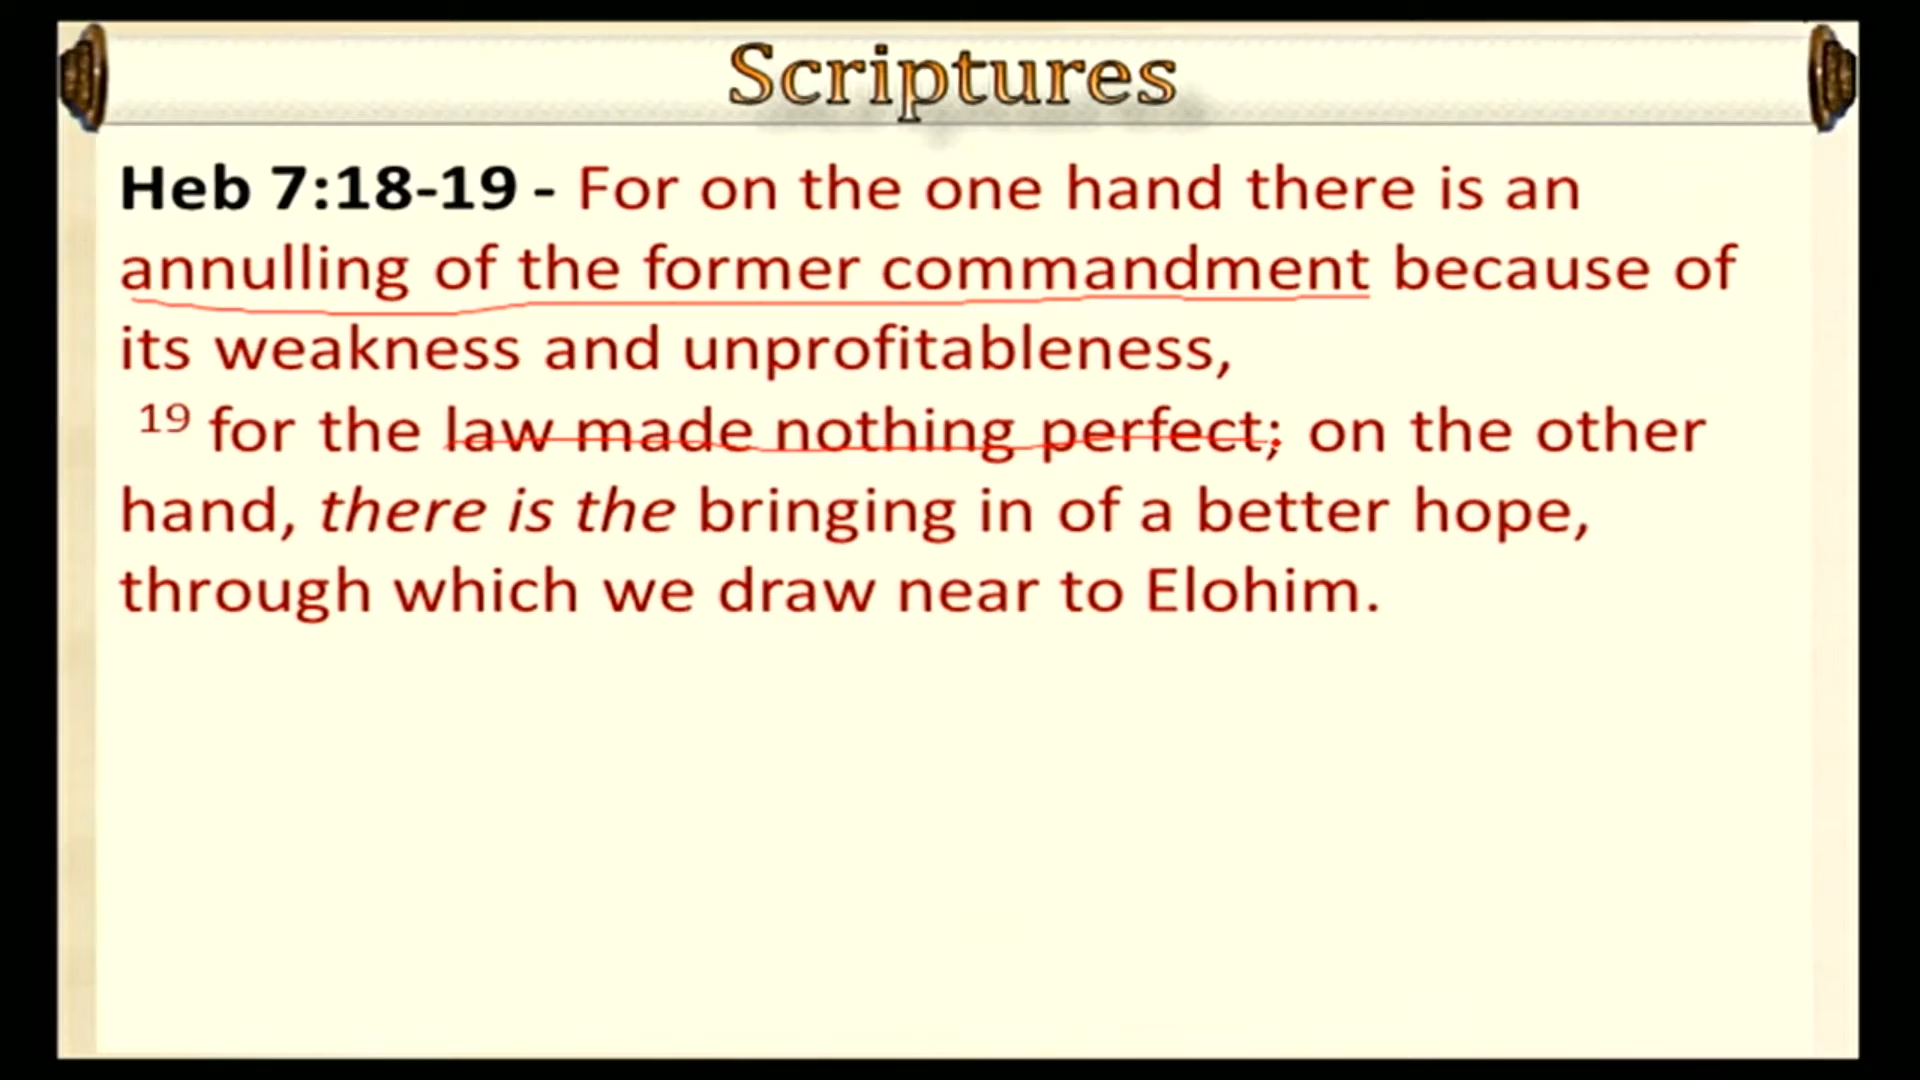 Scriptures
Heb 7:18-19 - For on the one hand there is an
annulling of the former commandment because of
its weakness and unprofitableness,
19 for the law made nothing perfect; on the other
hand, there is the bringing in of a better hope,
through which we draw near to Elohim.